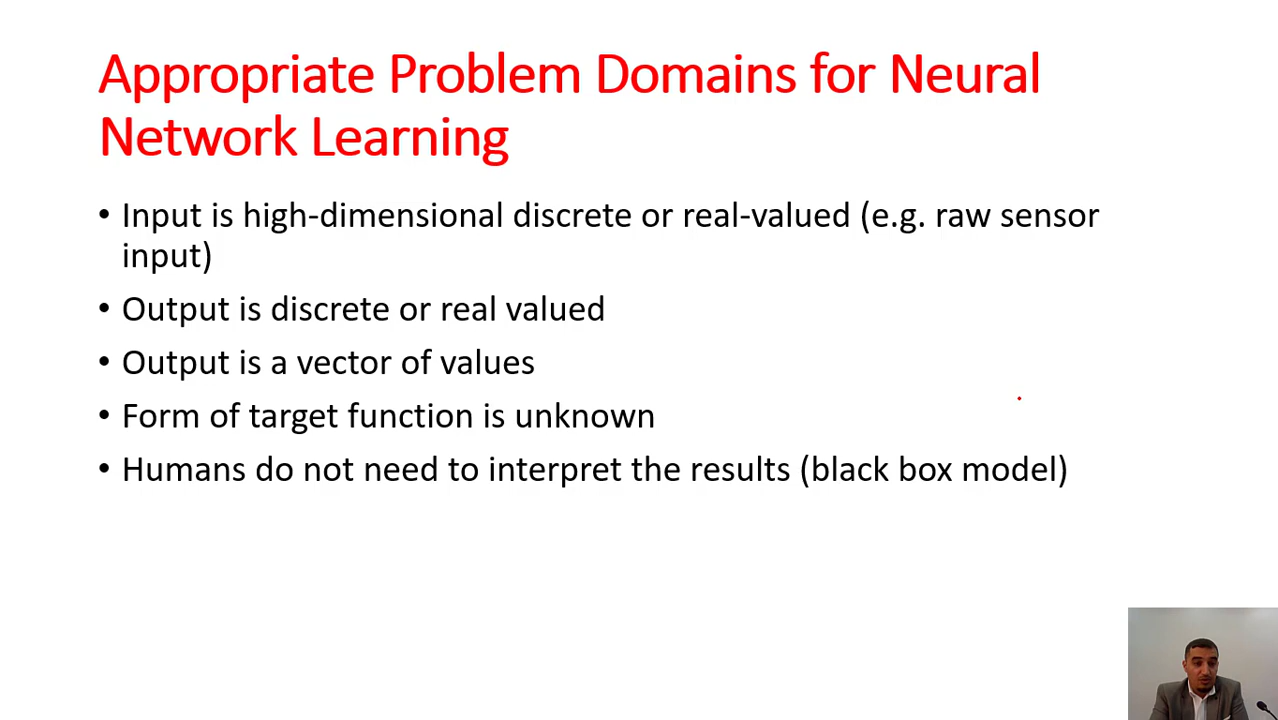 Appropriate Problem Domains for Neural
Network Learning
• Input is high-dimensional discrete or real-valued (e.g. raw sensor
input)
• Output is discrete or real valued
• Output is a vector of values
• Form of target function is unknown
• Humans do not need to interpret the results (black box model)